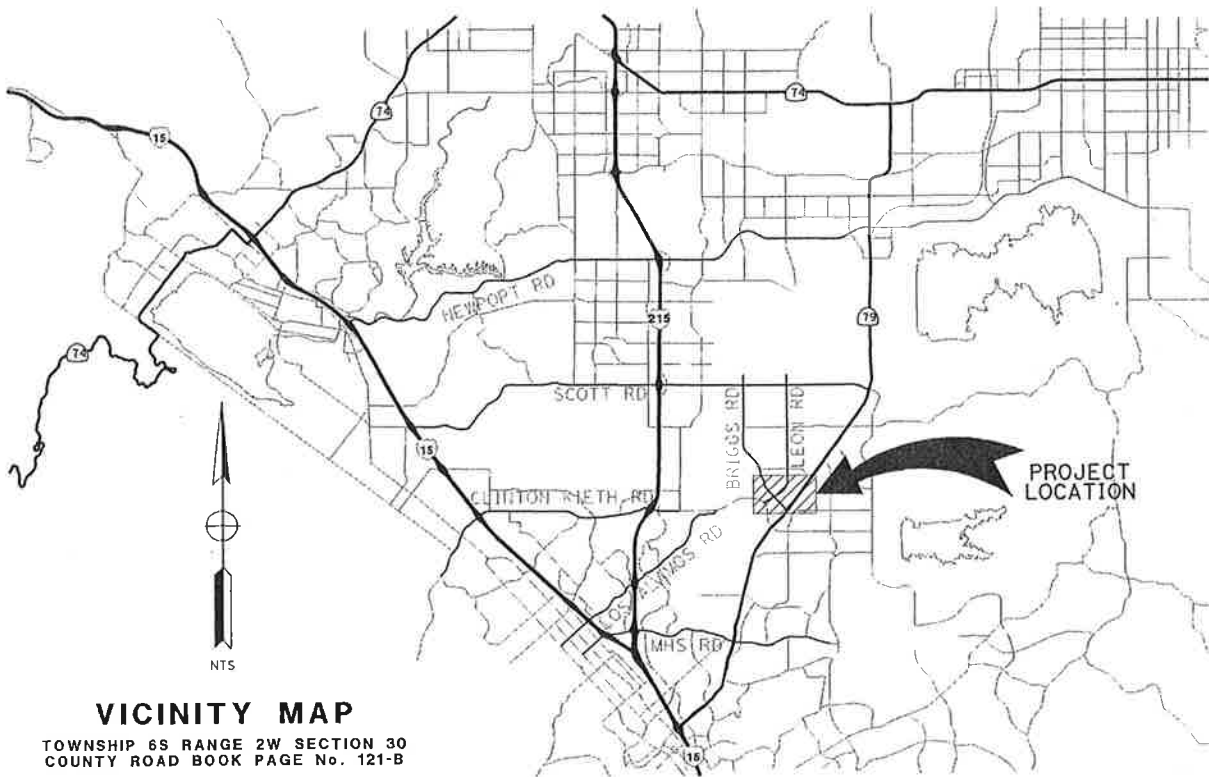 15
74
74
NEWPORT RD
215
79
74
SCOTT RD
BRIGGS RD
LEON RD
15
CLINTON KIETH RD
PROJECT
LOCATION
LOS ALAMOS RD
MHS RD
NTS
15
VICINITY MAP
TOWNSHIP 6S RANGE 2W SECTION 30
COUNTY ROAD BOOK PAGE No. 121-B